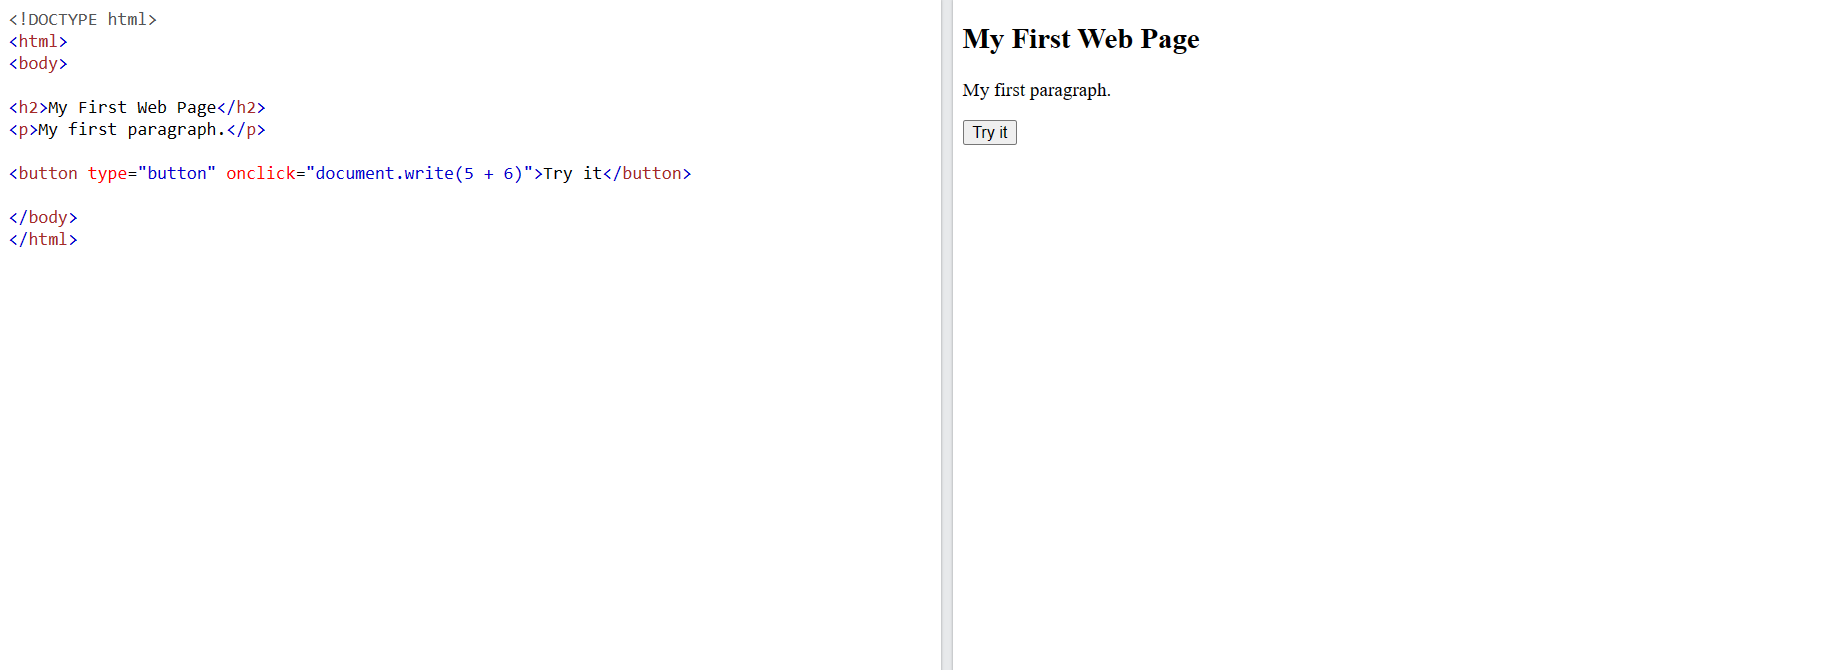 <!DOCTYPE html>
<html>
<body>
<h2>My First Web Page</h2>
<p>My first paragraph.</p>
<button type="button" onclick="document.write(5 + 6)">Try it</button>
</body>
</html>
My First Web Page
My first paragraph.
Try it